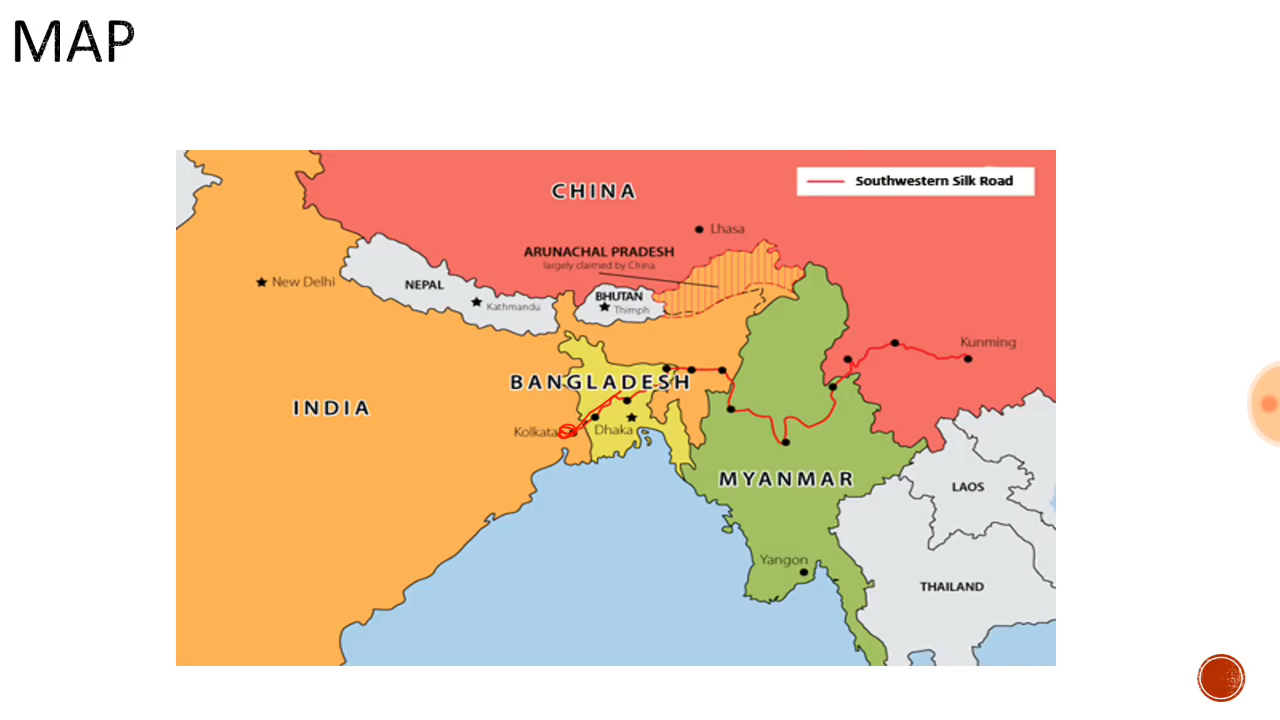 MAP
Southwestern Silk Road
CHINA
Lhasa
ARUNACHAL PRADESH
largely claimed by China
New Delhi
NEPAL
Kathmandu
BHUTAN
Thimph
Kunming
BANGLADESH
INDIA
Kolkata
Dhaka
MYANMAR
LAOS
Yangon
THAILAND